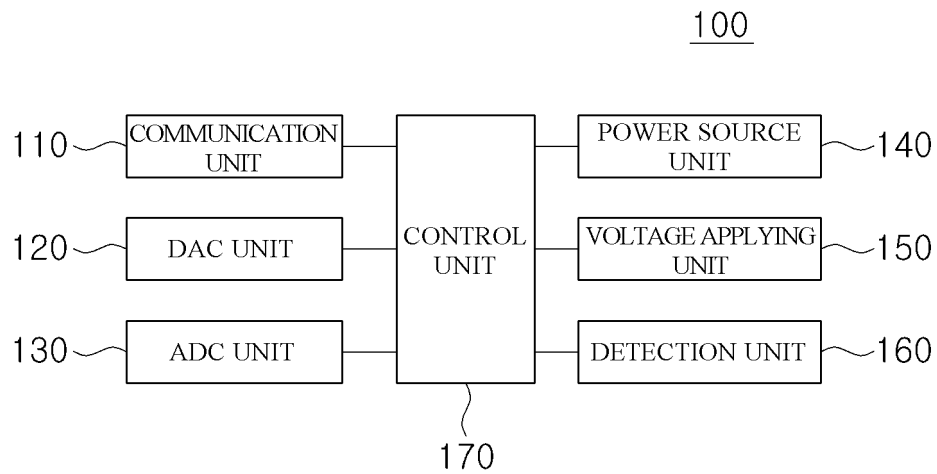 100
110
COMMUNICATION
UNIT
120
DAC UNIT
130
ADC UNIT
CONTROL
UNIT
170
POWER SOURCE
UNIT
140
VOLTAGE APPLYING
UNIT
150
DETECTION UNIT
160